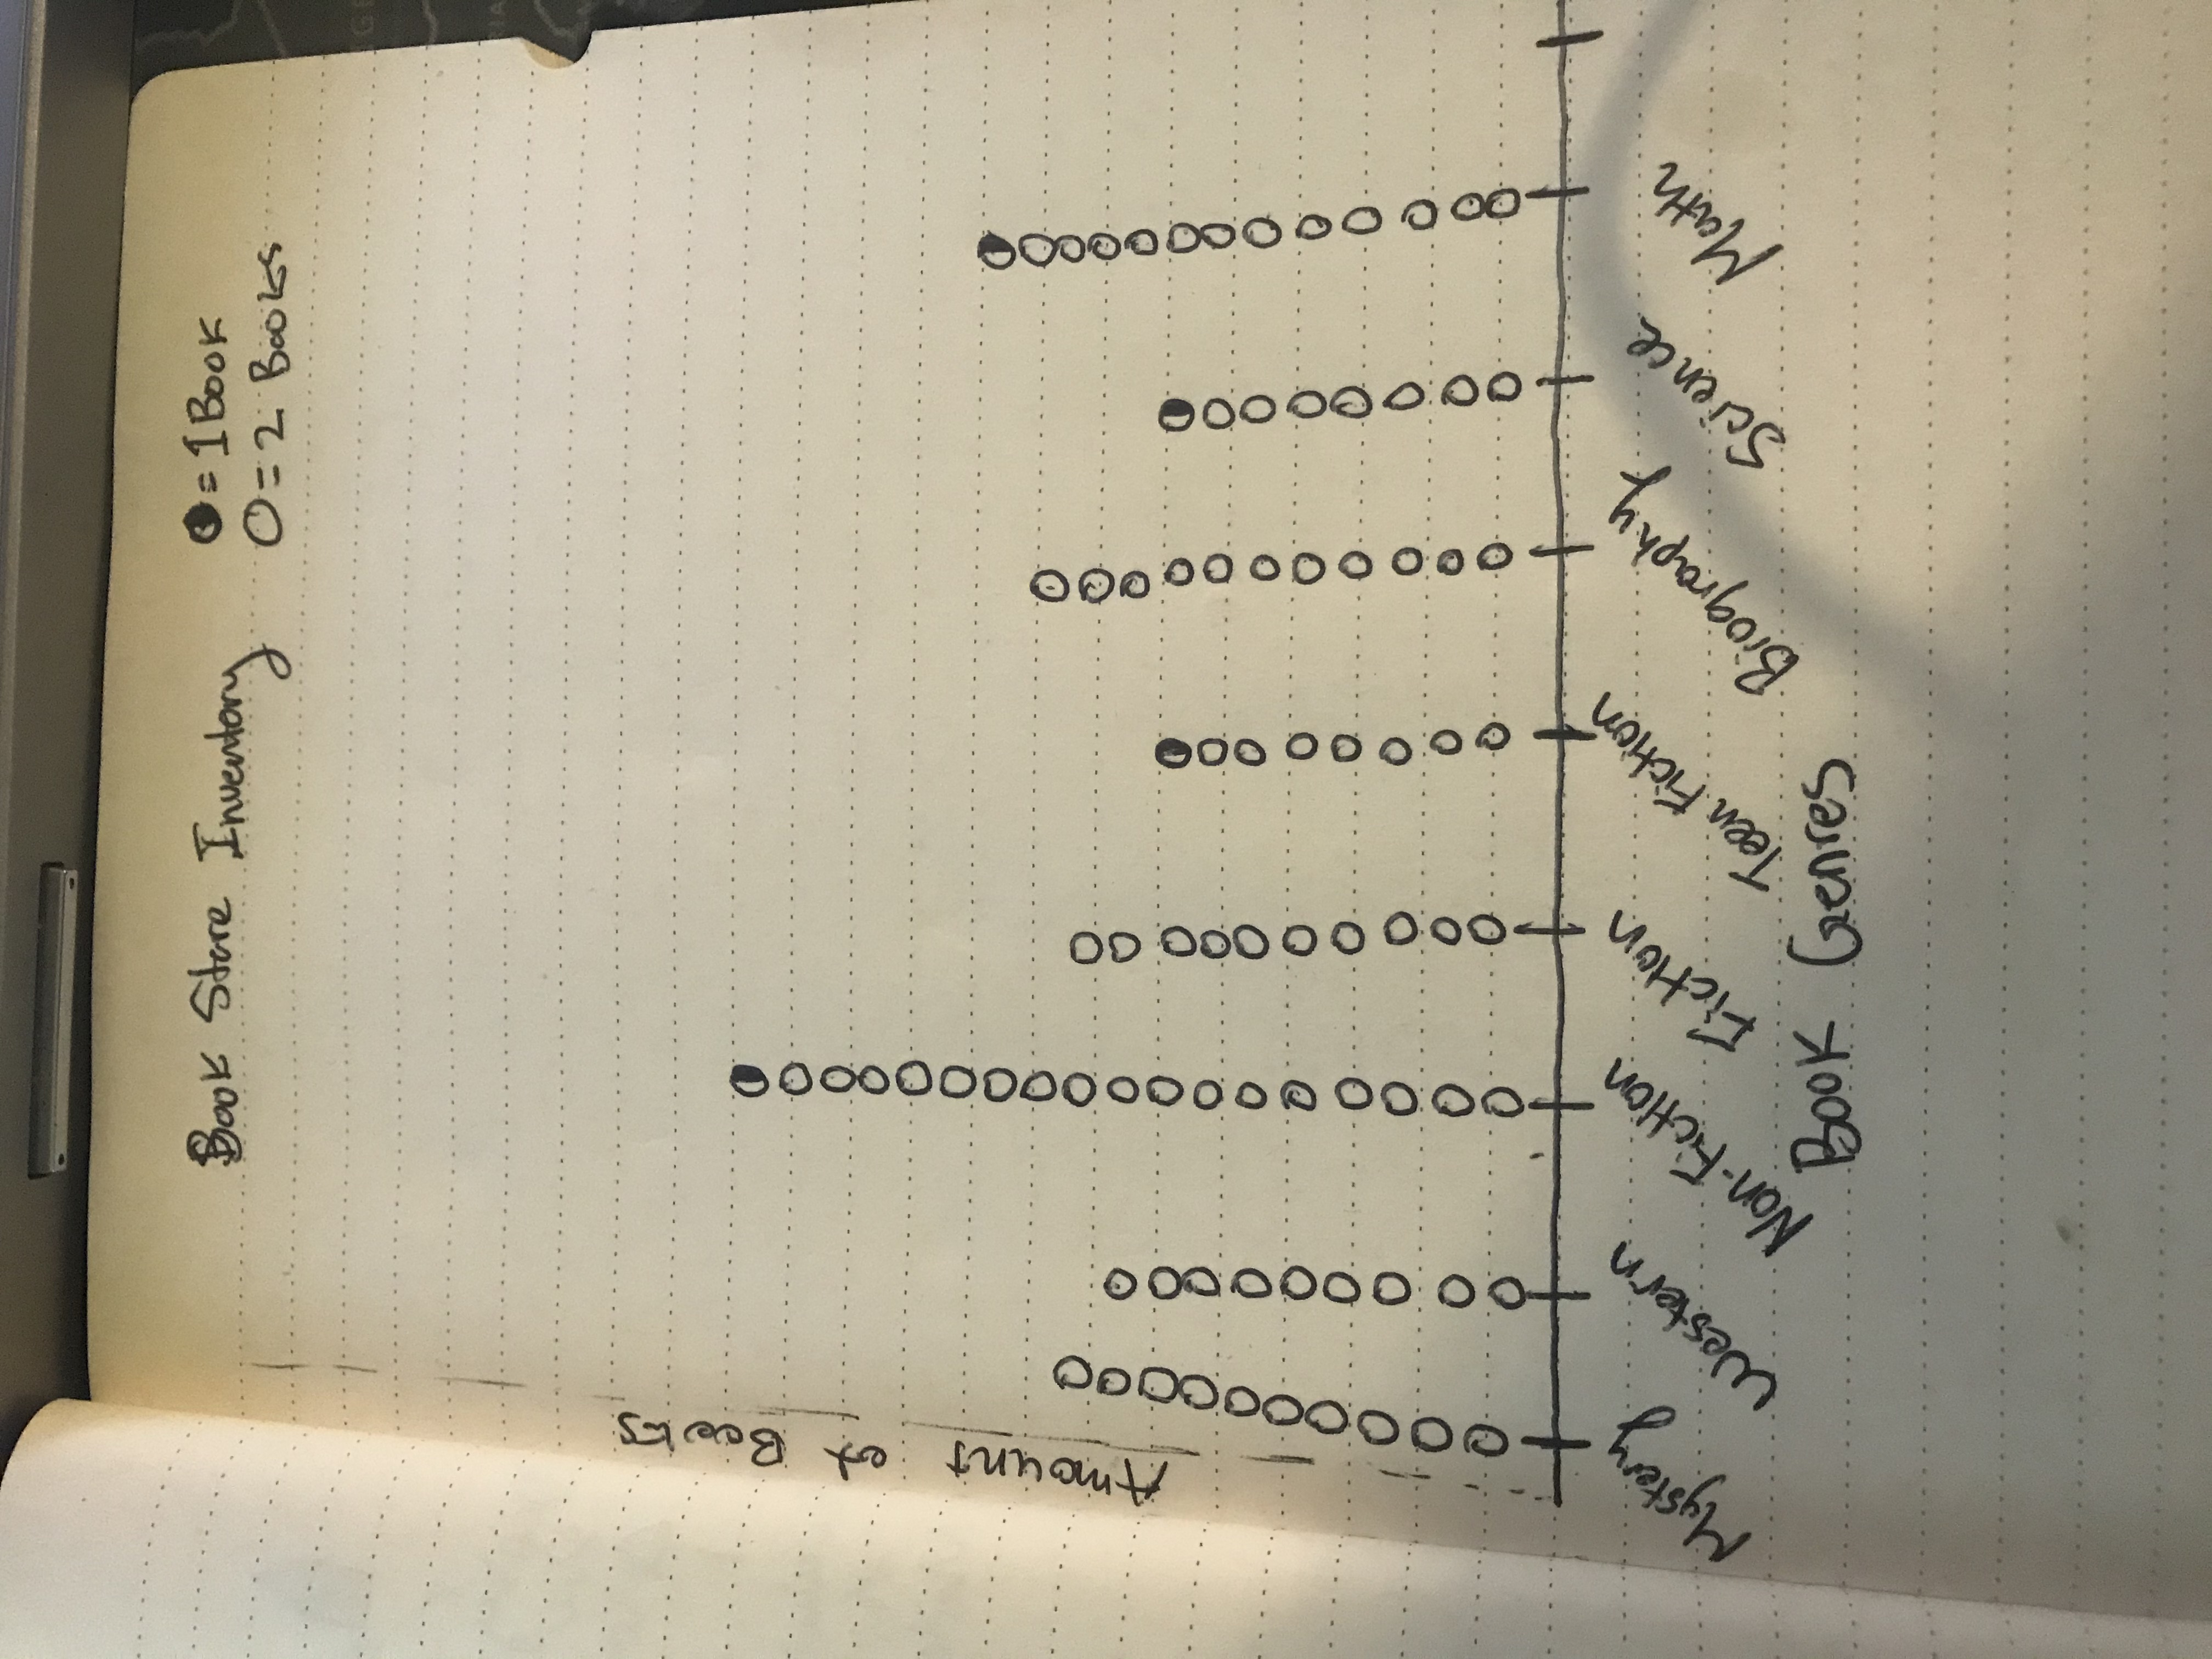 Book Store Inventory
◑ = 1 Book
○ = 2 Books
Amount of Books
Mystery
Western
Non-Fiction
Fiction
Teen Fiction
Biography
Science
Math
Book Genres